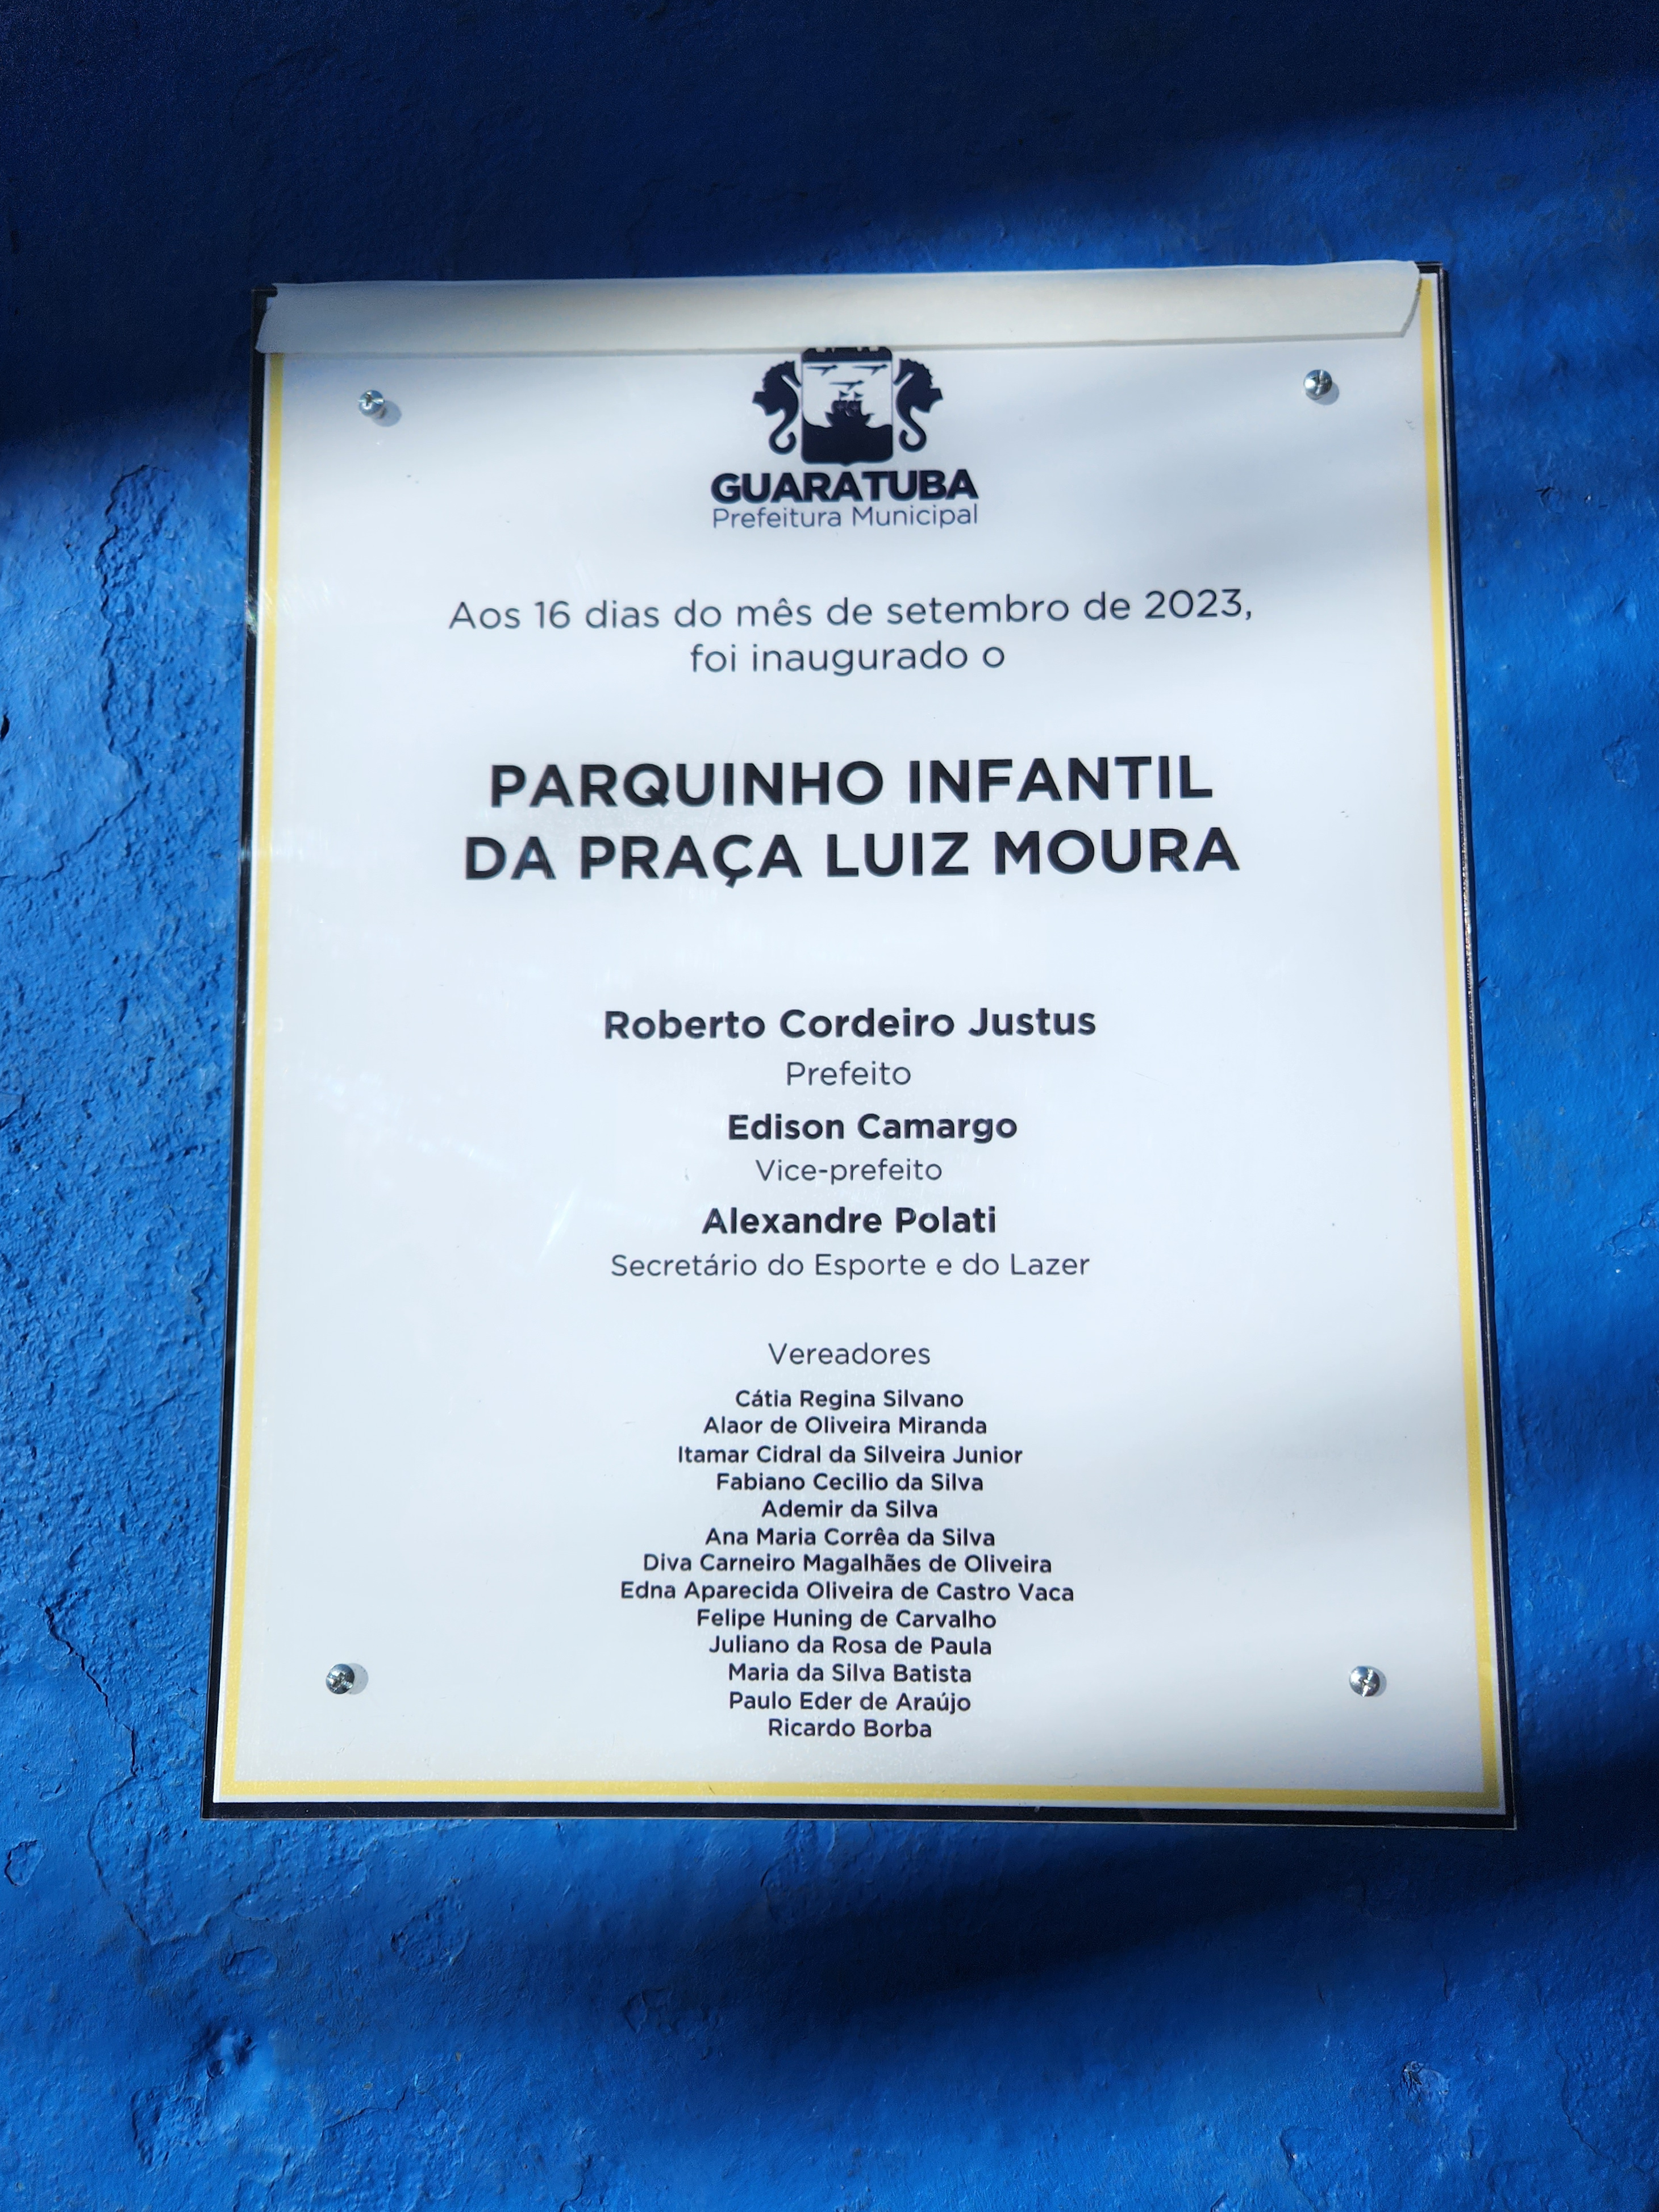 GUARATUBA
Prefeitura Municipal
Aos 16 dias do mês de setembro de 2023,
foi inaugurado o
PARQUINHO INFANTIL
DA PRAÇA LUIZ MOURA
Roberto Cordeiro Justus
Prefeito
Edison Camargo
Vice-prefeito
Alexandre Polati
Secretário do Esporte e do Lazer
Vereadores
Cátia Regina Silvano
Alaor de Oliveira Miranda
Itamar Cidral da Silveira Junior
Fabiano Cecilio da Silva
Ademir da Silva
Ana Maria Corrêa da Silva
Diva Carneiro Magalhães de Oliveira
Edna Aparecida Oliveira de Castro Vaca
Felipe Huning de Carvalho
Juliano da Rosa de Paula
Maria da Silva Batista
Paulo Eder de Araújo
Ricardo Borba